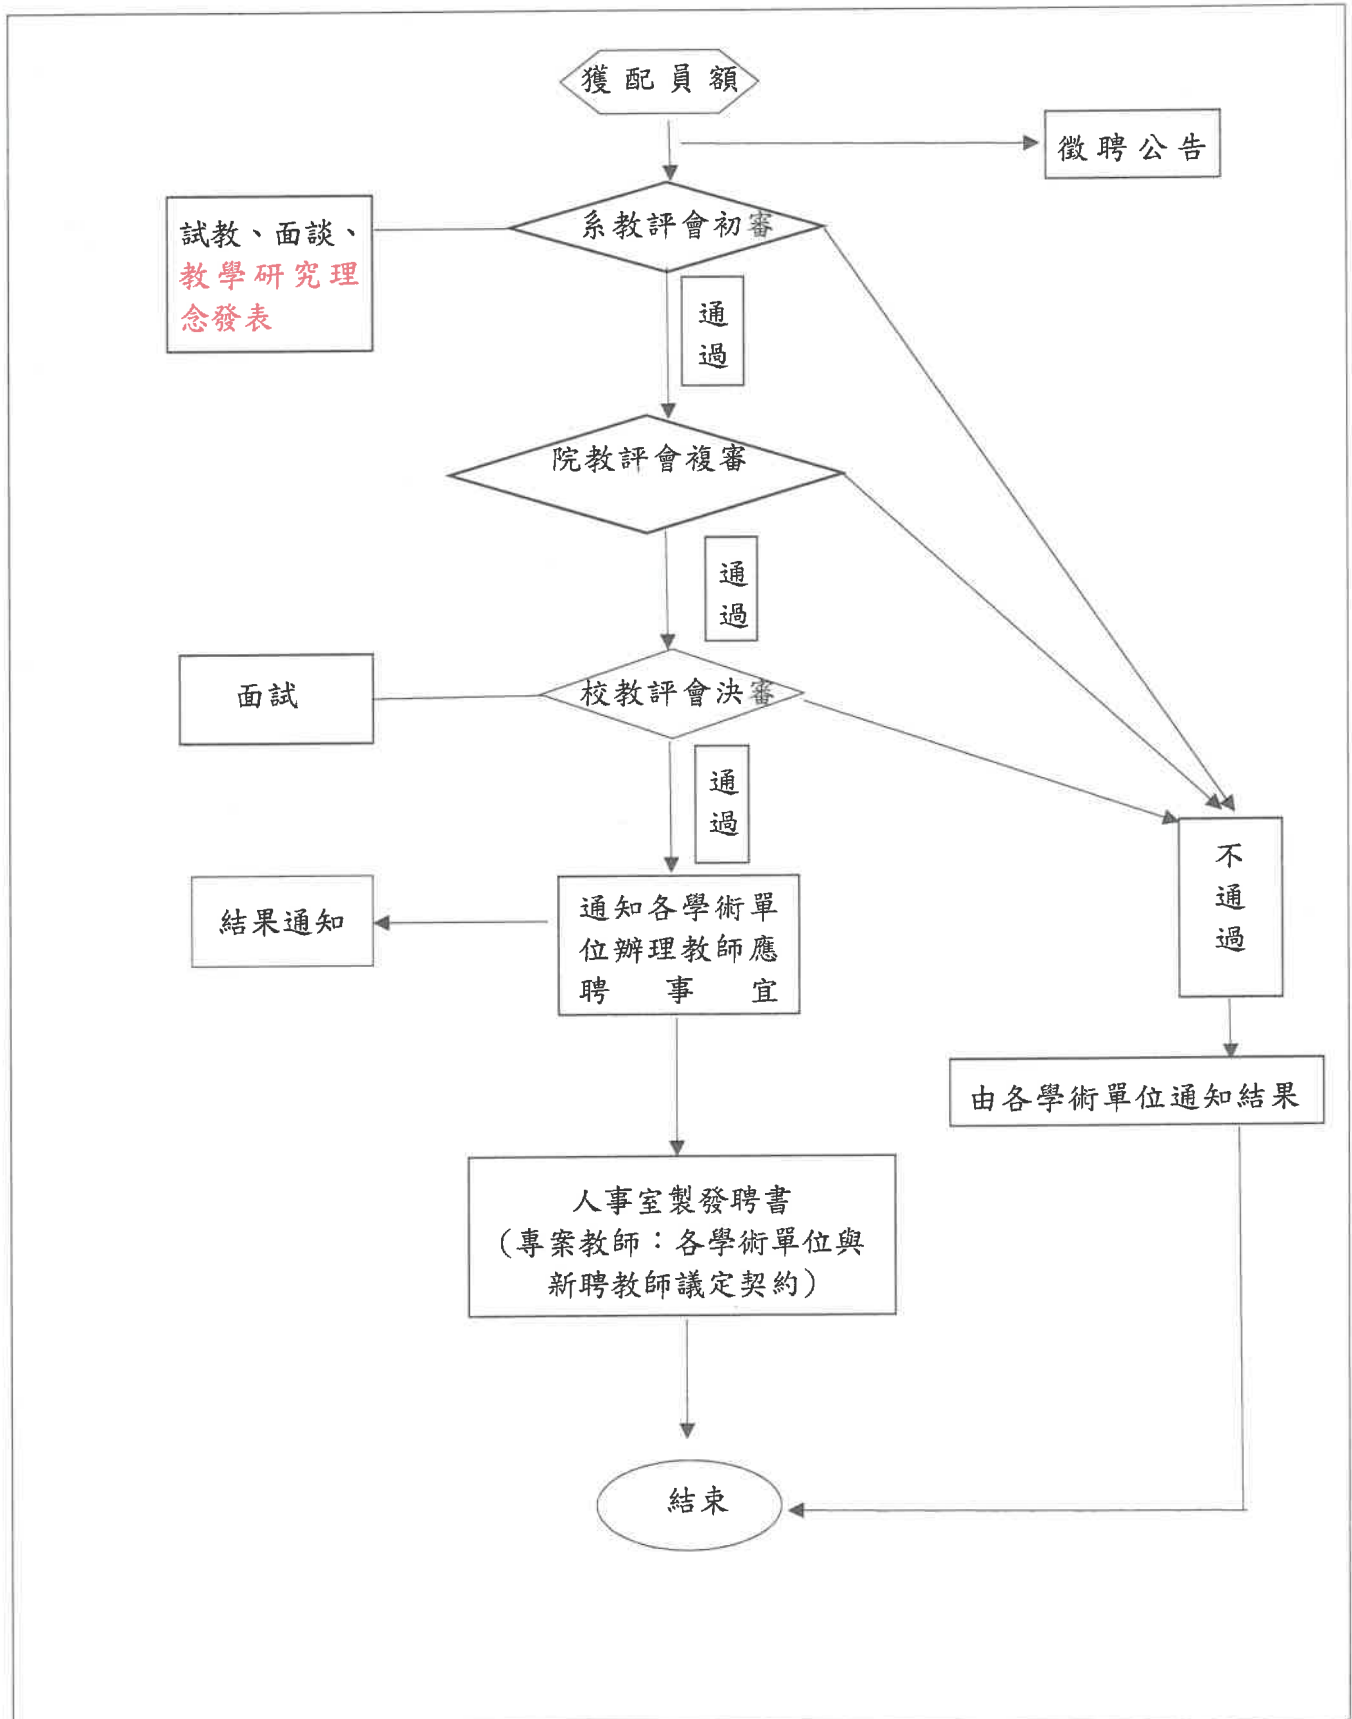 獲配員額
徵聘公告
系教評會初審
試教、面談、
教學研究理
念發表
通
過
院教評會複審
通
過
校教評會決審
面試
通
過
通知各學術單
位辦理教師應
聘事宜
結果通知
不
通
過
由各學術單位通知結果
人事室製發聘書
(專案教師：各學術單位與
新聘教師議定契約)
結束